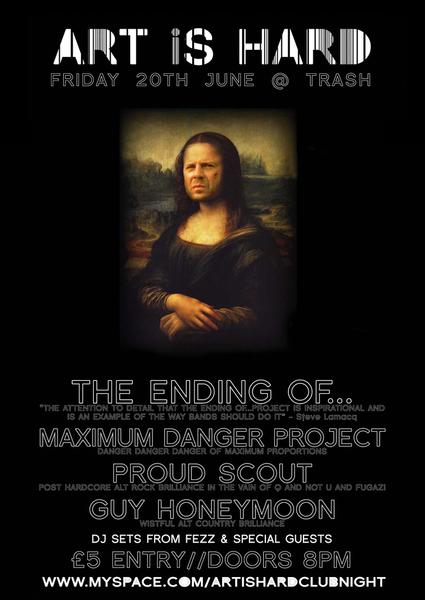 ART iS HARD
FRIDAY 20TH JUNE @ TRASH
THE ENDING OF...
"THE ATTENTION TO DETAIL THAT THE ENDING OF...PROJECT IS INSPIRATIONAL AND
IS AN EXAMPLE OF THE WAY BANDS SHOULD DO IT" - Steve Lamacq
MAXIMUM DANGER PROJECT
DANGER DANGER DANGER OF MAXIMUM PROPORTIONS
PROUD SCOUT
POST HARDCORE ALT ROCK BRILLIANCE IN THE VAIN OF Q AND NOT U AND FUGAZI
GUY HONEYMOON
WISTFUL ALT COUNTRY BRILLIANCE
DJ SETS FROM FEZZ & SPECIAL GUESTS
£5 ENTRY//DOORS 8PM
WWW.MYSPACE.COM/ARTISHARDCLUBNIGHT